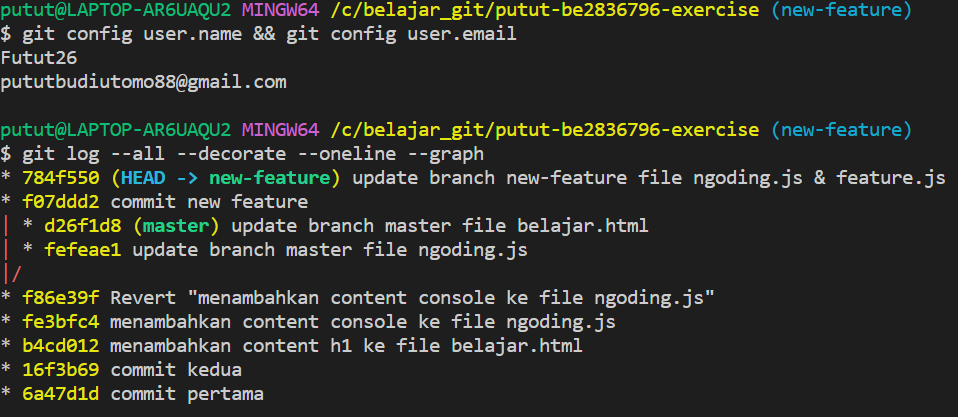 putut@LAPTOP-AR6UAQU2 MINGW64 /c/belajar_git/putut-be2836796-exercise (new-feature)
$ git config user.name && git config user.email
Futut26
pututbudiutomo88@gmail.com
putut@LAPTOP-AR6UAQU2 MINGW64 /c/belajar_git/putut-be2836796-exercise (new-feature)
$ git log --all --decorate --oneline --graph
* 784f550 (HEAD -> new-feature) update branch new-feature file ngoding.js & feature.js
* f07ddd2 commit new feature
| * d26f1d8 (master) update branch master file belajar.html
| * fefeae1 update branch master file ngoding.js
|/
* f86e39f Revert "menambahkan content console ke file ngoding.js"
* fe3bfc4 menambahkan content console ke file ngoding.js
* b4cd012 menambahkan content h1 ke file belajar.html
* 16f3b69 commit kedua
* 6a47d1d commit pertama